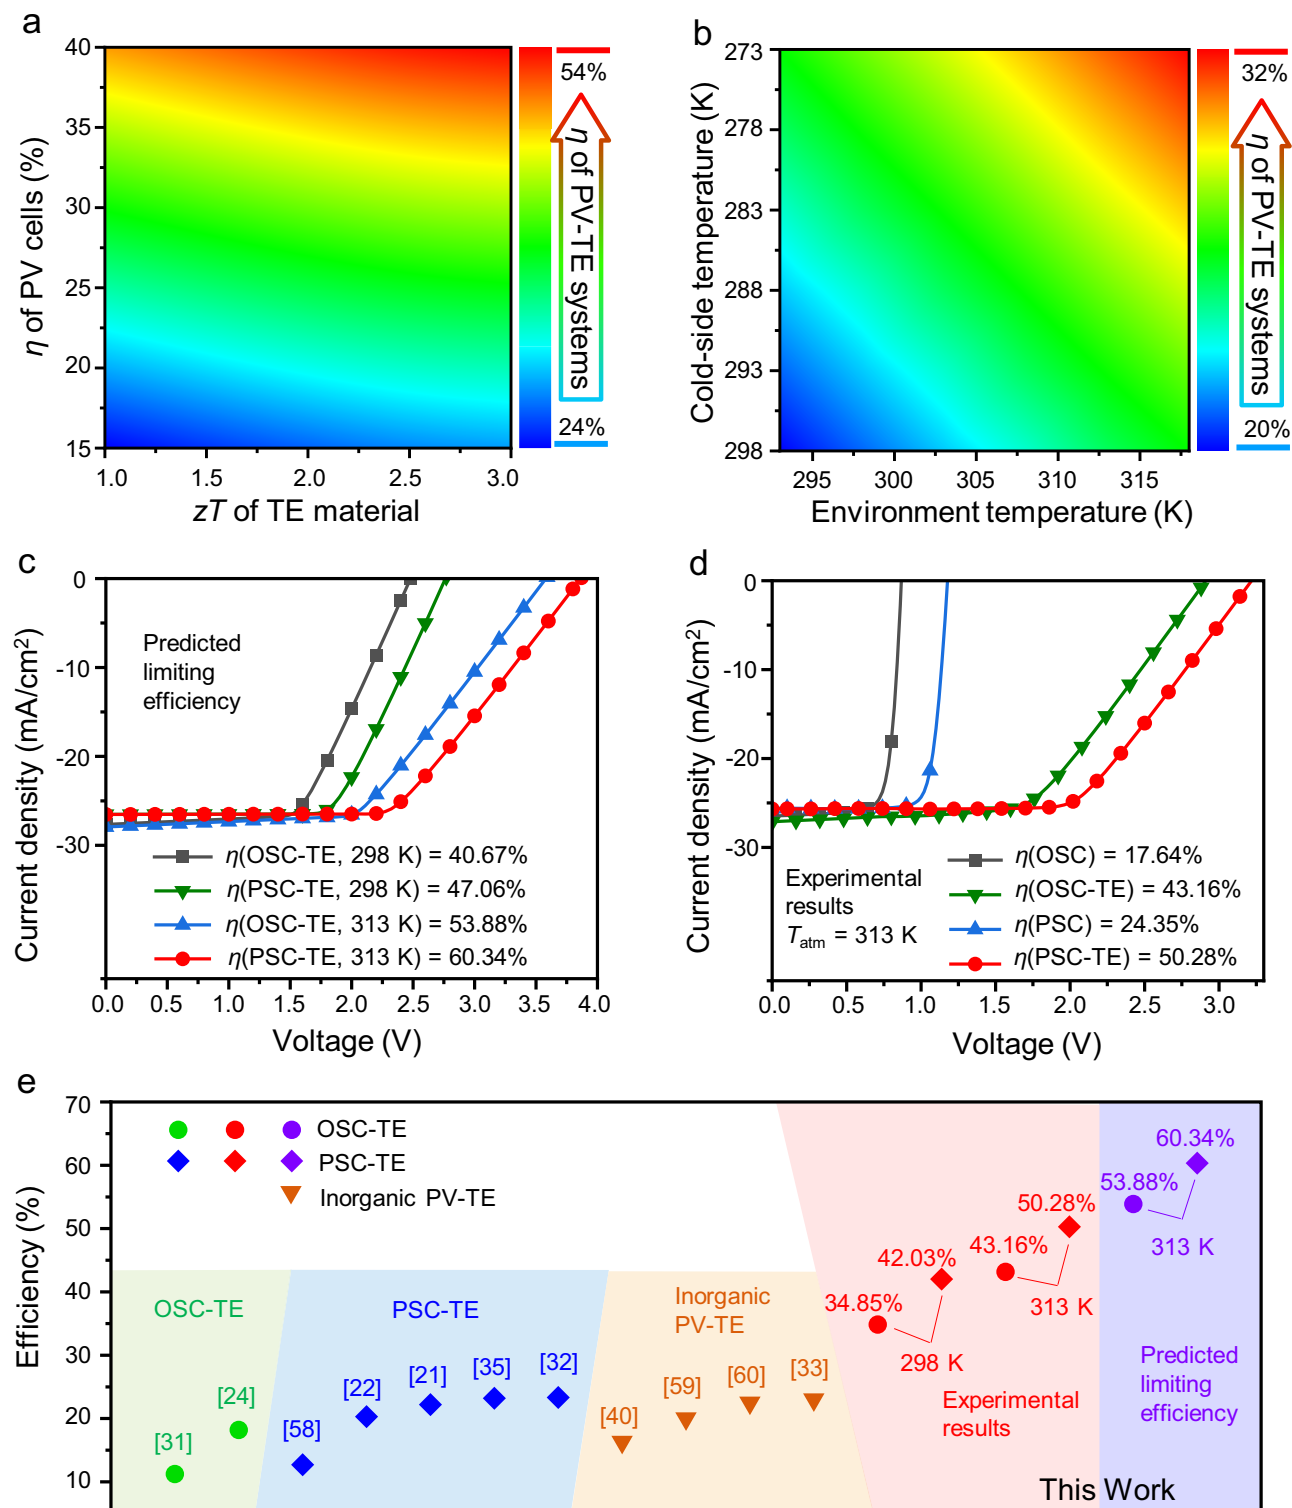 a
40
35
30
25
20
15
1.0 1.5 2.0 2.5 3.0
η of PV cells (%)
zT of TE material
54%
η of PV-TE systems
24%
b
273
278
283
288
293
298
295 300 305 310 315
Cold-side temperature (K)
Environment temperature (K)
32%
η of PV-TE systems
20%
c
0
-10
-20
-30
Current density (mA/cm²)
Predicted
limiting
efficiency
η(OSC-TE, 298 K) = 40.67%
η(PSC-TE, 298 K) = 47.06%
η(OSC-TE, 313 K) = 53.88%
η(PSC-TE, 313 K) = 60.34%
0.0 0.5 1.0 1.5 2.0 2.5 3.0 3.5 4.0
Voltage (V)
d
0
-10
-20
-30
Current density (mA/cm²)
Experimental
results
Tatm = 313 K
η(OSC) = 17.64%
η(OSC-TE) = 43.16%
η(PSC) = 24.35%
η(PSC-TE) = 50.28%
0.0 0.5 1.0 1.5 2.0 2.5 3.0
Voltage (V)
e
70
60
50
40
30
20
10
Efficiency (%)
OSC-TE
PSC-TE
Inorganic PV-TE
OSC-TE
[31]
[24]
PSC-TE
[58]
[22]
[21]
[35]
[32]
Inorganic
PV-TE
[40]
[59]
[60]
[33]
34.85%
42.03%
298 K
43.16%
50.28%
313 K
Experimental
results
53.88%
60.34%
313 K
Predicted
limiting
efficiency
This Work